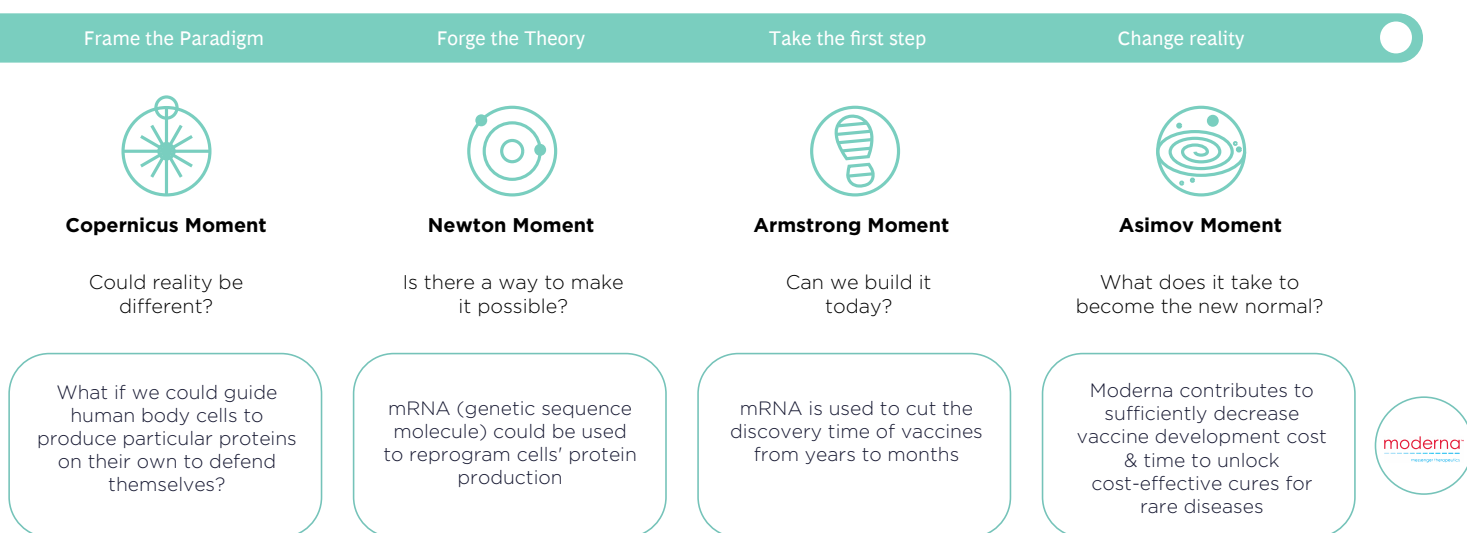 Frame the Paradigm
Forge the Theory
Take the first step
Change reality
Copernicus Moment
Newton Moment
Armstrong Moment
Asimov Moment
Could reality be
different?
Is there a way to make
it possible?
Can we build it
today?
What does it take to
become the new normal?
What if we could guide
human body cells to
produce particular proteins
on their own to defend
themselves?
mRNA (genetic sequence
molecule) could be used
to reprogram cells' protein
production
mRNA is used to cut the
discovery time of vaccines
from years to months
Moderna contributes to
sufficiently decrease
vaccine development cost
& time to unlock
cost-effective cures for
rare diseases
moderna
messenger therapeutics